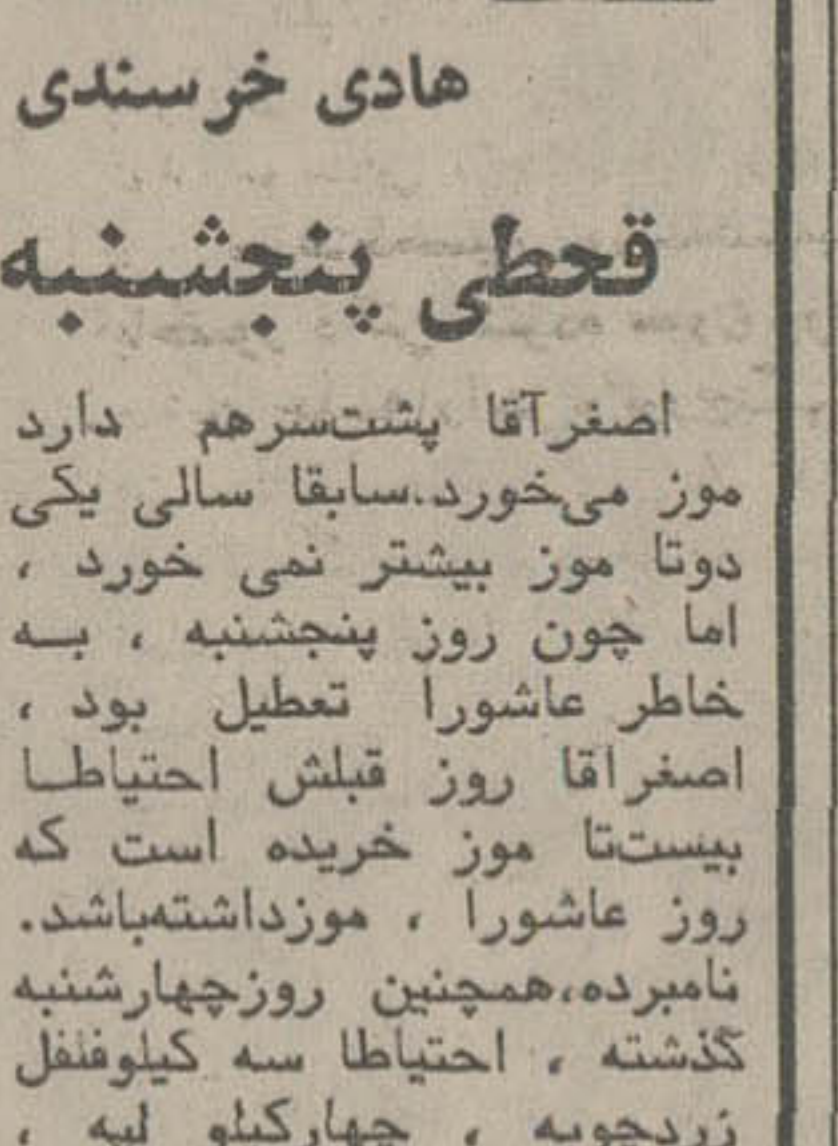 هادی خرسندی
قحطی پنجشنبه
اصغرآقا پشت‌سرهم دارد
موز می‌خورد.سابقا سالی یکی
دوتا موز بیشتر نمی خورد ،
اما چون روز پنجشنبه ، بـه
خاطر عاشورا تعطیل بود ،
اصغرآقا روز قبلش احتیاطـا
بیست‌تا موز خریده است که
روز عاشورا ، موزداشته‌باشد.
نامبرده،همچنین روزچهارشنبه
گذشته ، احتیاطا سه کیلوفلفل
زردچوبه ، چهارکیلو لپه ،